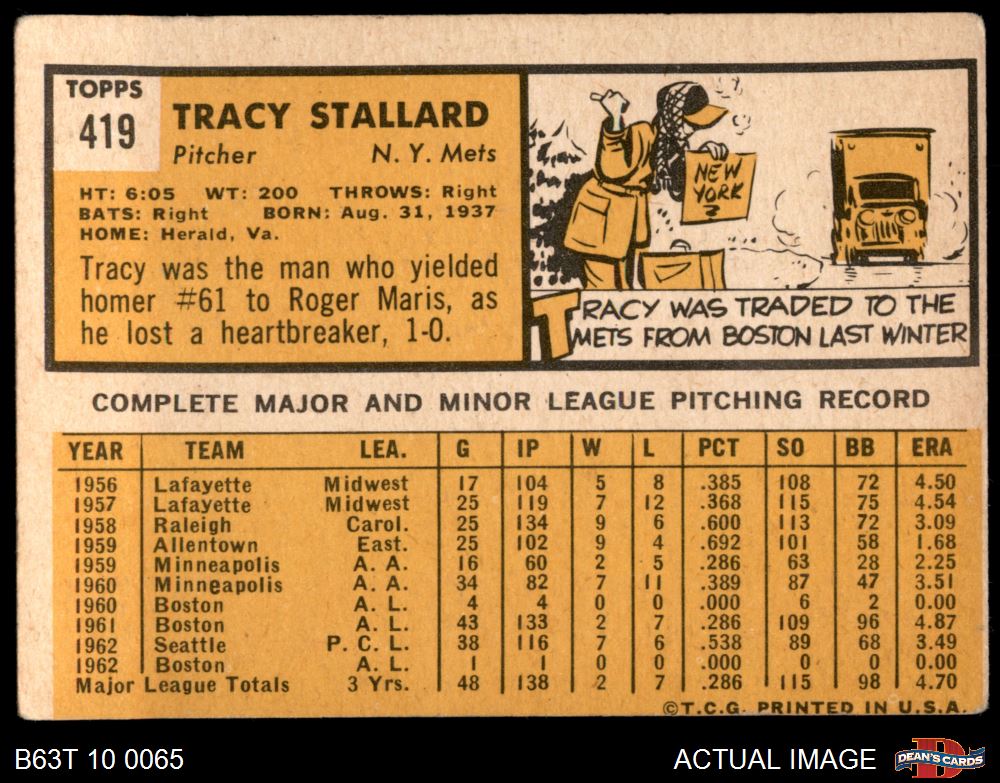 TOPPS
419
TRACY STALLARD
Pitcher N. Y. Mets
HT: 6:05 WT: 200 THROWS: Right
BATS: Right BORN: Aug. 31, 1937
HOME: Herald, Va.
Tracy was the man who yielded
homer #61 to Roger Maris, as
he lost a heartbreaker, 1-0.
NEW
YORK
?
TRACY WAS TRADED TO THE
METS FROM BOSTON LAST WINTER
COMPLETE MAJOR AND MINOR LEAGUE PITCHING RECORD
YEAR TEAM LEA. G IP W L PCT SO BB ERA
1956 Lafayette Midwest 17 104 5 8 .385 108 72 4.50
1957 Lafayette Midwest 25 119 7 12 .368 115 75 4.54
1958 Raleigh Carol. 25 134 9 6 .600 113 72 3.09
1959 Allentown East. 25 102 9 4 .692 101 58 1.68
1959 Minneapolis A. A. 16 60 2 5 .286 63 28 2.25
1960 Minneapolis A. A. 34 82 7 11 .389 87 47 3.51
1960 Boston A. L. 4 4 0 0 .000 6 2 0.00
1961 Boston A. L. 43 133 2 7 .286 109 96 4.87
1962 Seattle P. C. L. 38 116 7 6 .538 89 68 3.49
1962 Boston A. L. 1 1 0 0 .000 0 0 0.00
Major League Totals 3 Yrs. 48 138 2 7 .286 115 98 4.70
©T.C.G. PRINTED IN U.S.A.
B63T 10 0065 ACTUAL IMAGE
DEAN'S CARDS